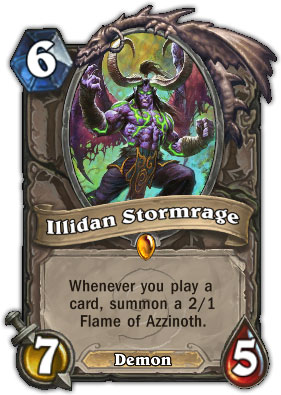 6
Illidan Stormrage
Whenever you play a
card, summon a 2/1
Flame of Azzinoth.
7
Demon
5